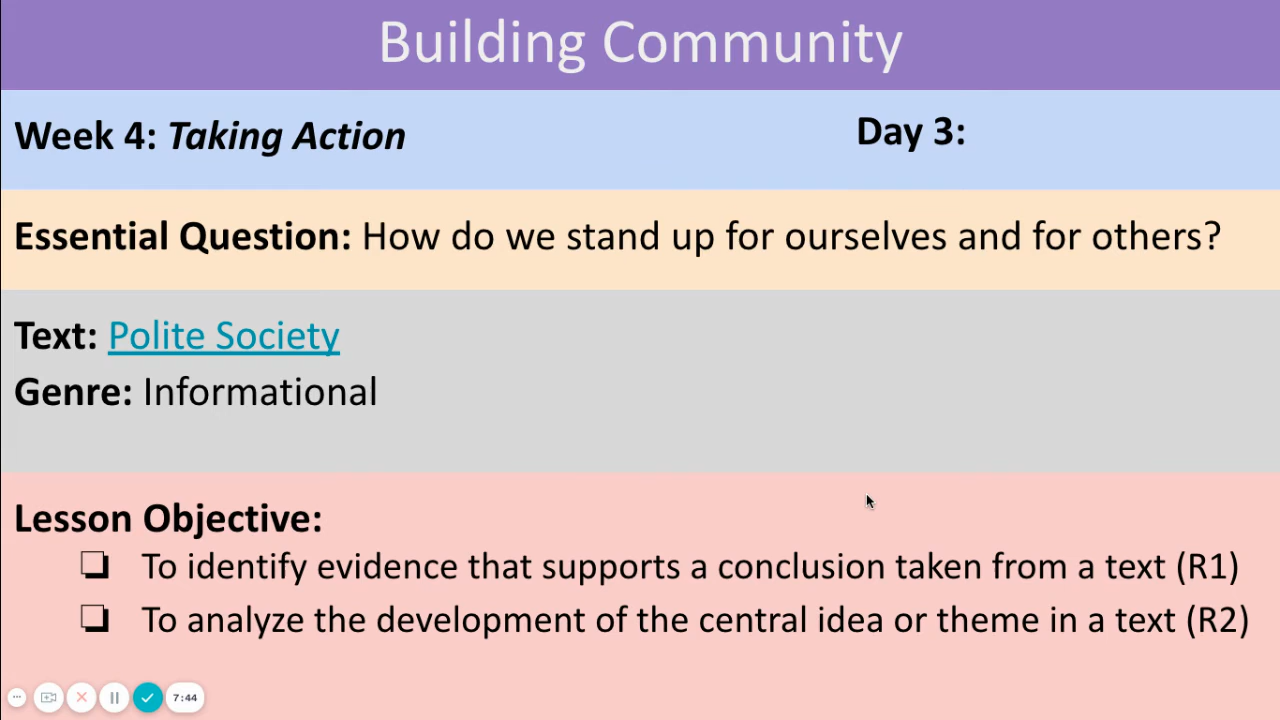 Building Community
Week 4: Taking Action
Day 3:
Essential Question: How do we stand up for ourselves and for others?
Text: Polite Society
Genre: Informational
Lesson Objective:
❏ To identify evidence that supports a conclusion taken from a text (R1)
❏ To analyze the development of the central idea or theme in a text (R2)
7:44